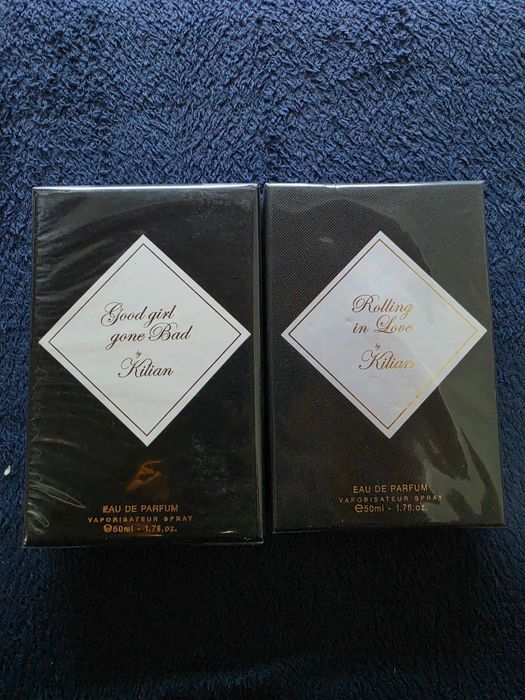 Good girl
gone Bad
by
Kilian
EAU DE PARFUM
VAPORISATEUR SPRAY
℮50ml - 1.7fl.oz.
Rolling
in Love
by
Kilian
EAU DE PARFUM
VAPORISATEUR SPRAY
℮50ml - 1.7fl.oz.